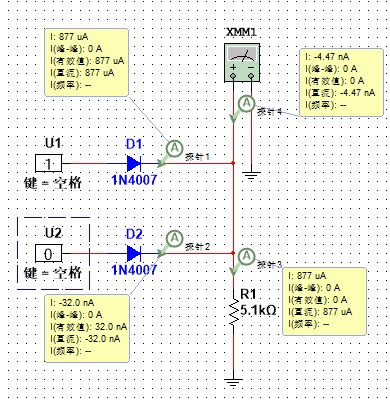 I: 877 uA
I(峰-峰): 0 A
I(有效值): 877 uA
I(直流): 877 uA
I(频率): --
XMM1
I: -4.47 nA
I(峰-峰): 0 A
I(有效值): 0 A
I(直流): -4.47 nA
I(频率): --
A
探针4
U1
1
键 = 空格
D1
1N4007
A
探针1
U2
0
键 = 空格
D2
1N4007
A
探针2
A
探针3
I: -32.0 nA
I(峰-峰): 0 A
I(有效值): 32.0 nA
I(直流): -32.0 nA
I(频率): --
R1
5.1kΩ
I: 877 uA
I(峰-峰): 0 A
I(有效值): 0 A
I(直流): 877 uA
I(频率): --